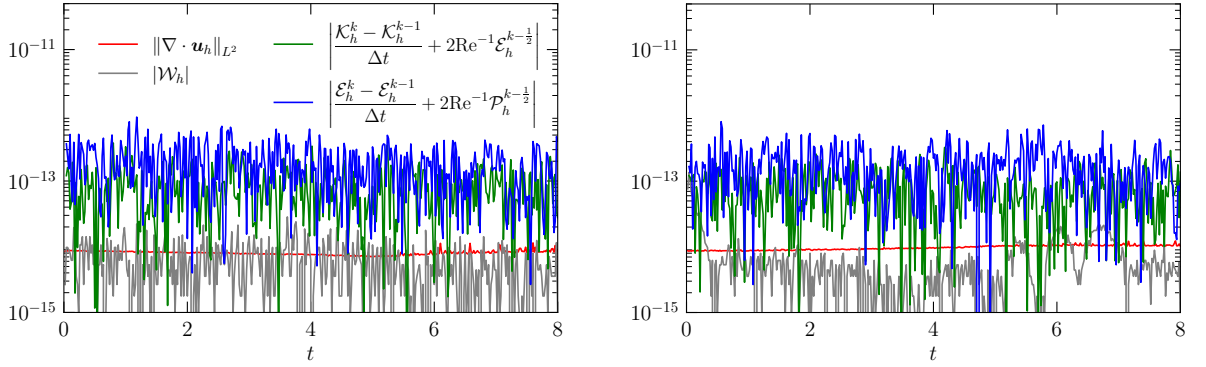 10^{-11}
10^{-13}
10^{-15}
‖∇ · u_h‖_{L^2}
|𝒲_h|
|(𝒦_h^k − 𝒦_h^{k−1})/Δt + 2Re^{−1}ℰ_h^{k−1/2}|
|(ℰ_h^k − ℰ_h^{k−1})/Δt + 2Re^{−1}𝒫_h^{k−1/2}|
0 2 4 6 8
t
10^{-11}
10^{-13}
10^{-15}
0 2 4 6 8
t